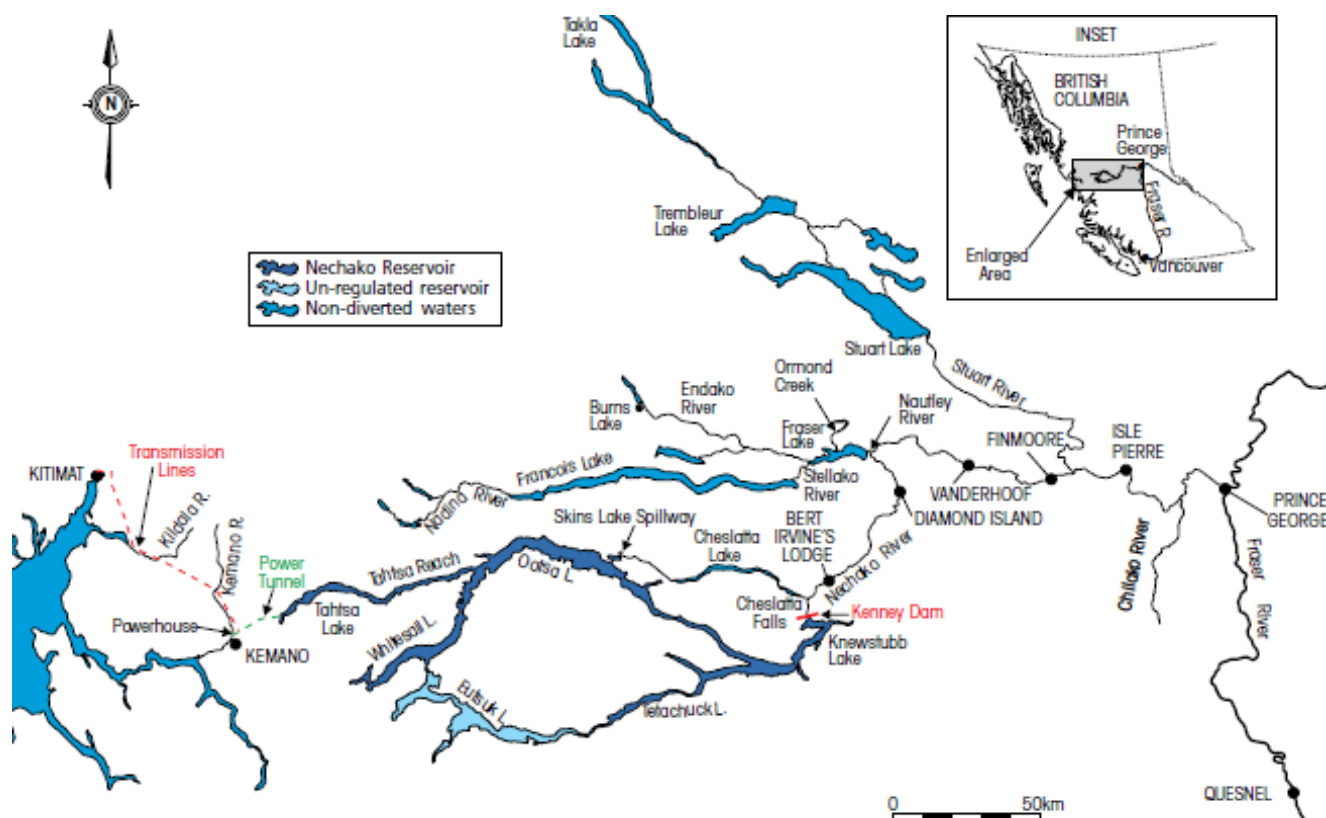 Takla
Lake
INSET
BRITISH
COLUMBIA
Prince
George
Fraser R.
Enlarged
Area
Vancouver
N
Trembleur
Lake
Nechako Reservoir
Un-regulated reservoir
Non-diverted waters
Stuart Lake
Stuart River
Ormond
Creek
Endako
River
Nautley
River
Burns
Lake
Fraser
Lake
FINMOORE
ISLE
PIERRE
Transmission
Lines
KITIMAT
Francois Lake
Stellako
River
Nadina River
VANDERHOOF
PRINCE
GEORGE
Kildala R.
Skins Lake Spillway
BERT
IRVINE'S
LODGE
DIAMOND ISLAND
Kemano R.
Cheslatta
Lake
Nechako River
Chilako River
Fraser River
Power
Tunnel
Tahtsa Reach
Ootsa L.
Tahtsa
Lake
Cheslatta
Falls
Kenney Dam
Powerhouse
KEMANO
Whitesail L.
Knewstubb
Lake
Eutsuk L.
Tetachuck L.
QUESNEL
0 50km